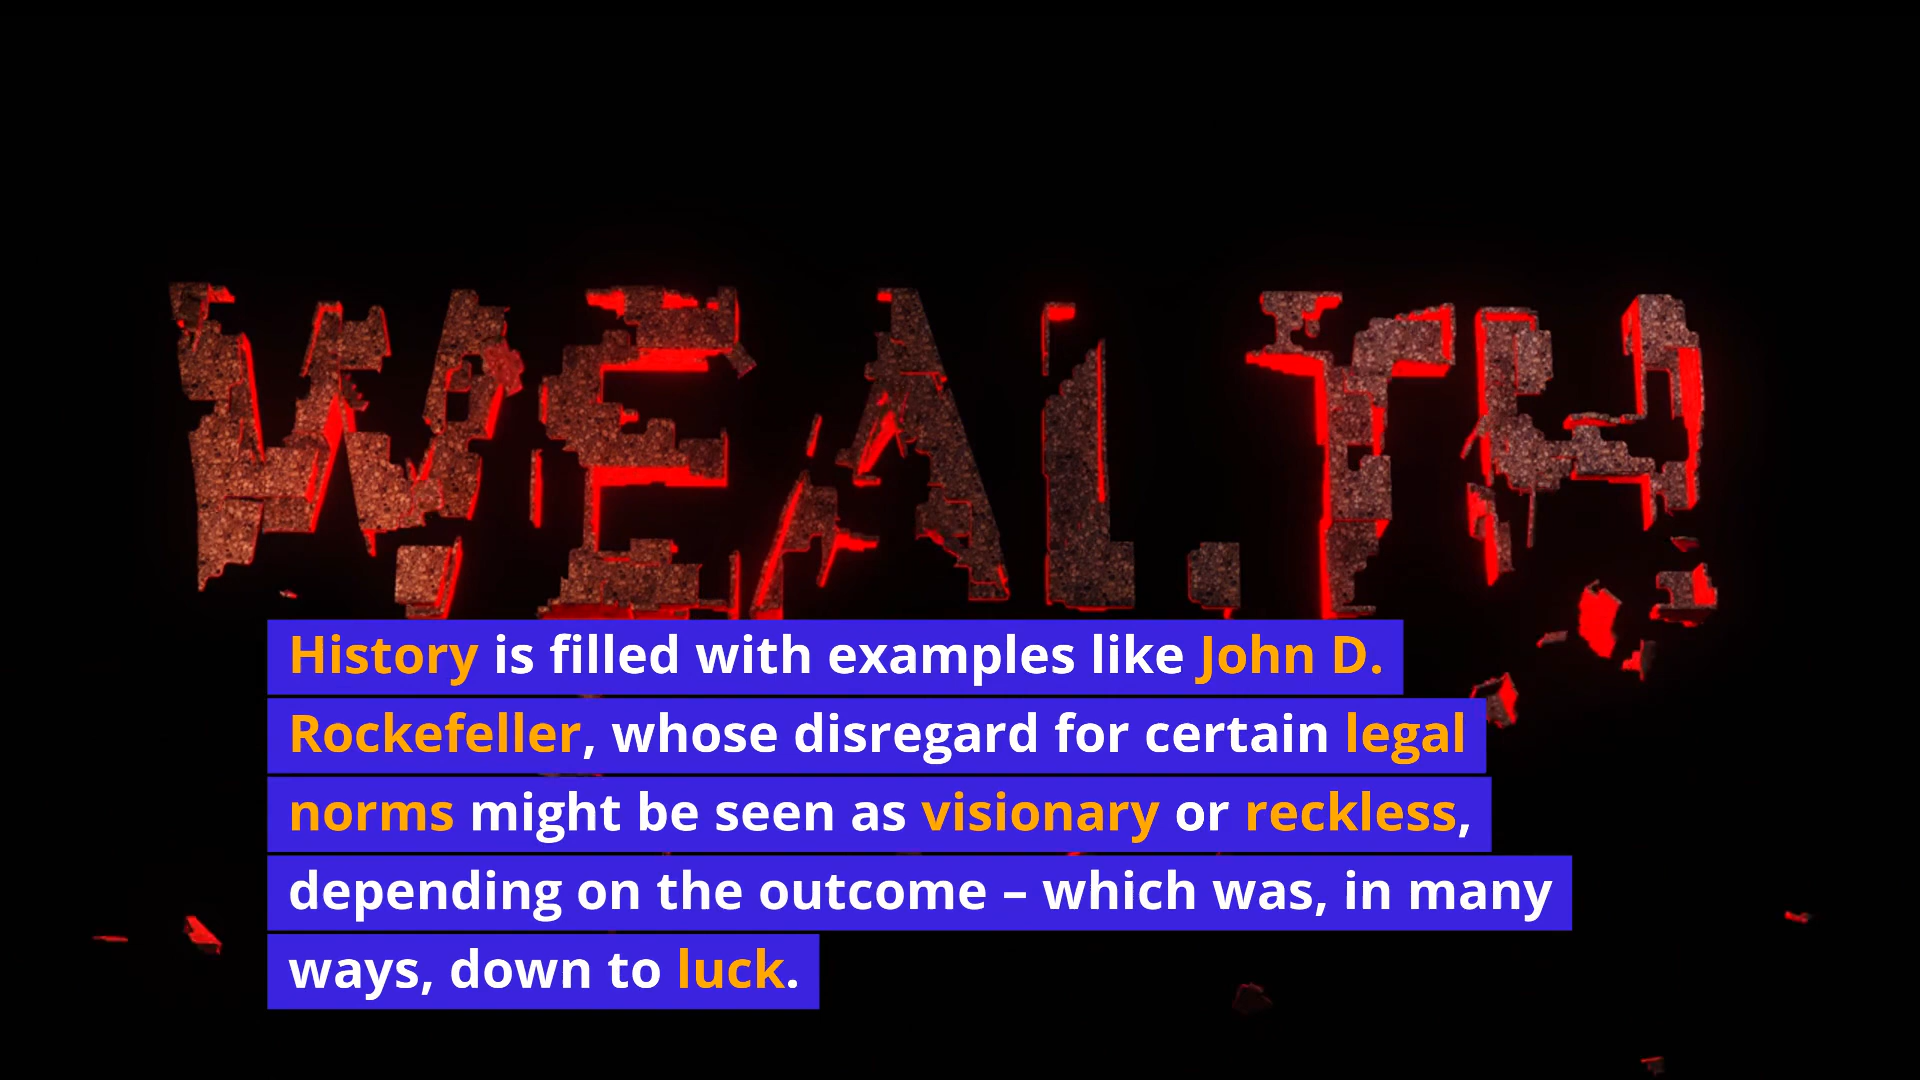 WEALTH
History is filled with examples like John D.
Rockefeller, whose disregard for certain legal
norms might be seen as visionary or reckless,
depending on the outcome – which was, in many
ways, down to luck.